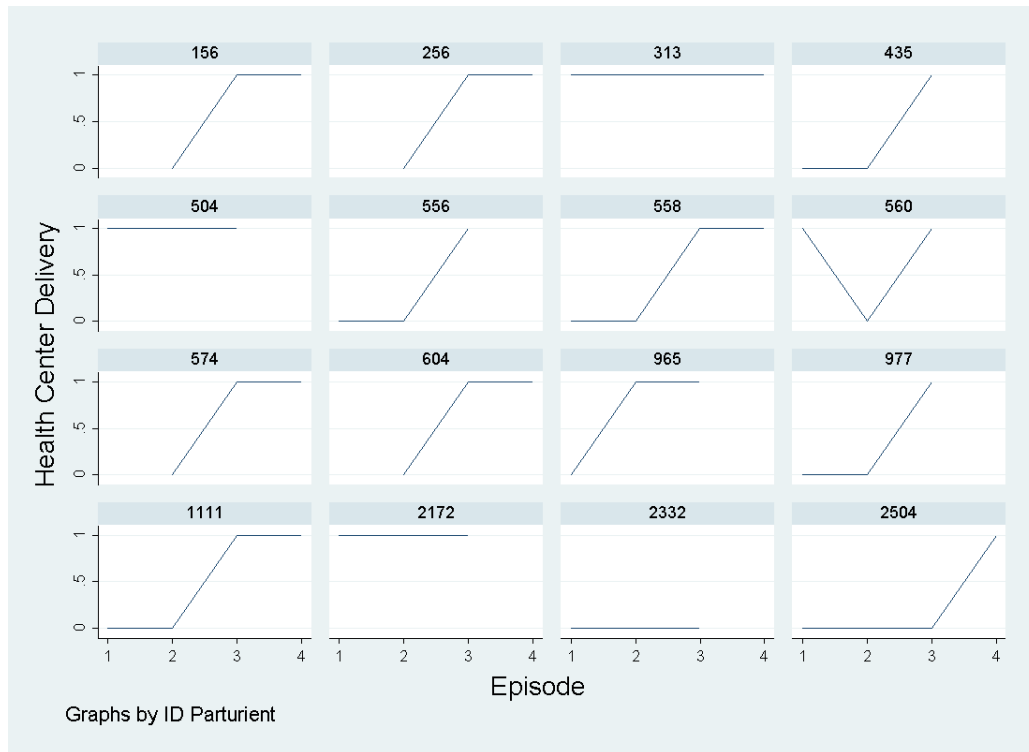 156 256 313 435
1
.5
0
504 556 558 560
1
.5
0
574 604 965 977
1
.5
0
1111 2172 2332 2504
1
.5
0
1 2 3 4 1 2 3 4 1 2 3 4 1 2 3 4
Health Center Delivery
Episode
Graphs by ID Parturient